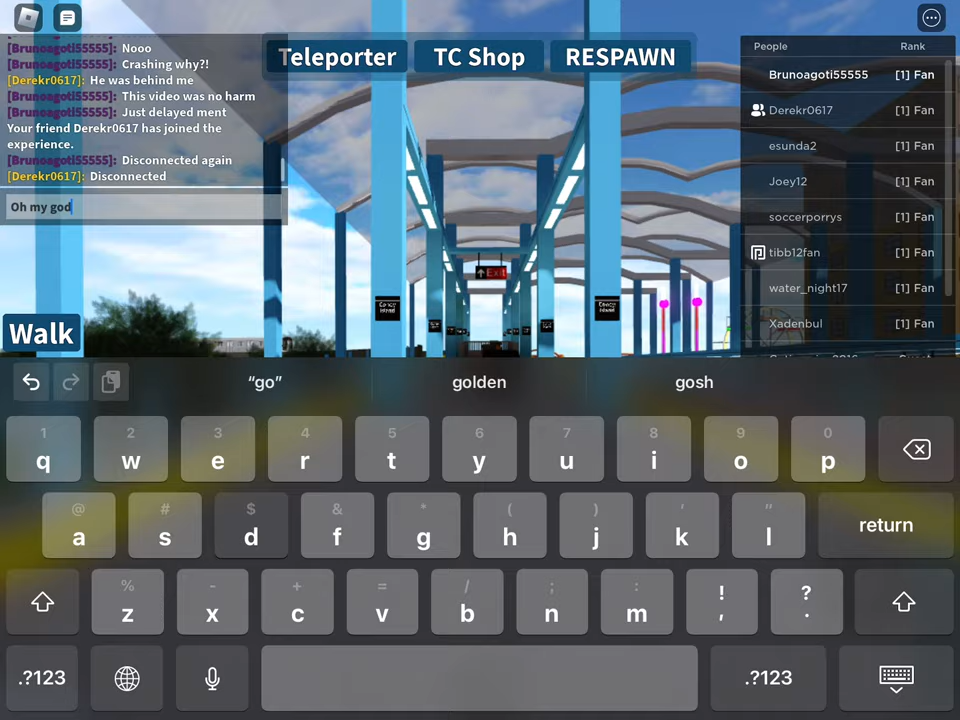 [Brunoagoti55555]: Nooo
[Brunoagoti55555]: Crashing why?!
[Derekr0617]: He was behind me
[Brunoagoti55555]: This video was no harm
[Brunoagoti55555]: Just delayed ment
Your friend Derekr0617 has joined the
experience.
[Brunoagoti55555]: Disconnected again
[Derekr0617]: Disconnected
Oh my god
Teleporter TC Shop RESPAWN
People Rank
Brunoagoti55555 [1] Fan
Derekr0617 [1] Fan
esunda2 [1] Fan
Joey12 [1] Fan
soccerporrys [1] Fan
tibb12fan [1] Fan
water_night17 [1] Fan
Xadenbul [1] Fan
Exit
Coney
Island
Coney
Island
Walk
“go” golden gosh
1 2 3 4 5 6 7 8 9 0
q w e r t y u i o p
@ # $ & * ( ) ' "
a s d f g h j k l return
% - + = / ; : ! ?
z x c v b n m , .
.?123 .?123